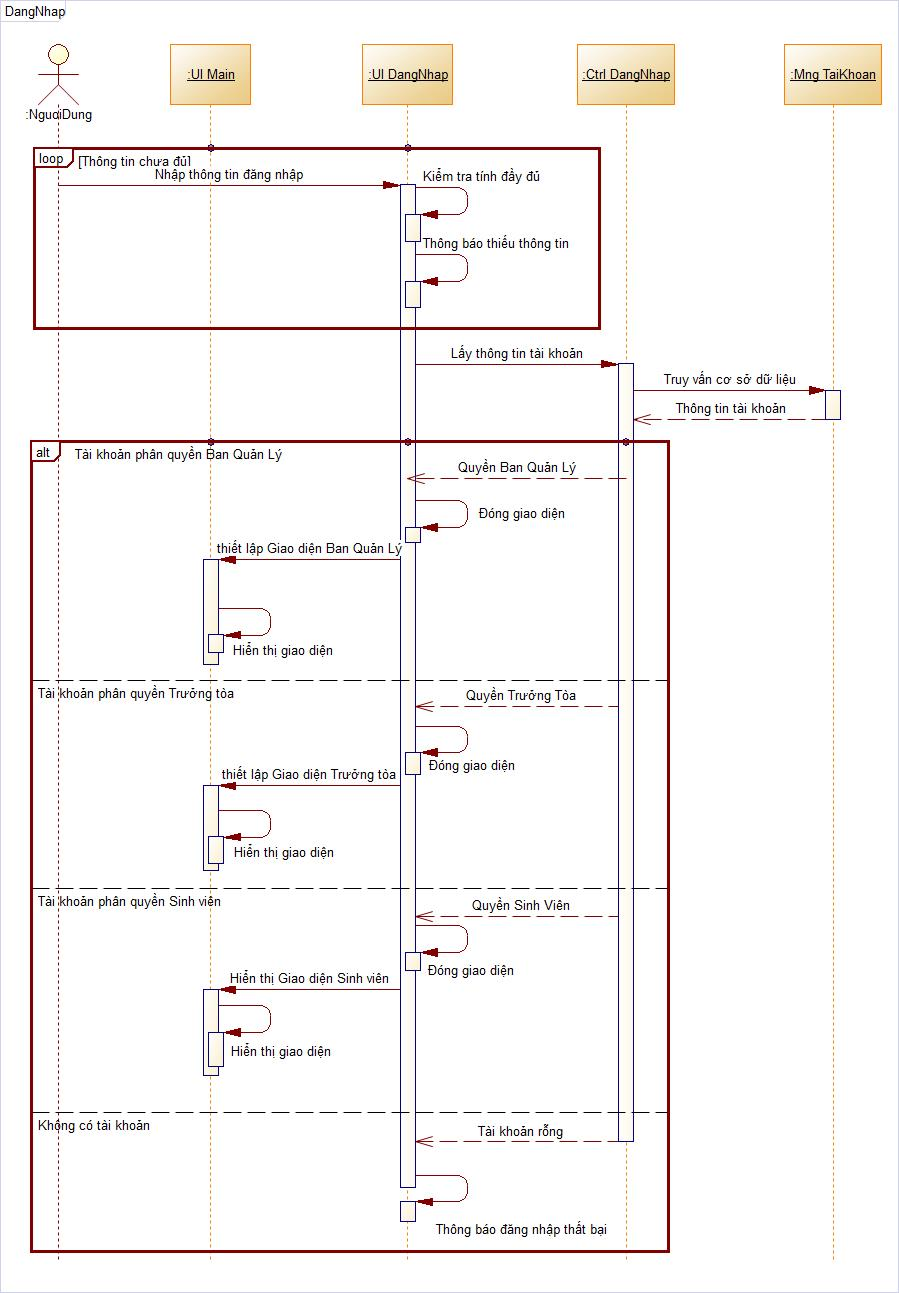 DangNhap
:UI Main
:UI DangNhap
:Ctrl DangNhap
:Mng TaiKhoan
:NguoiDung
loop
[Thông tin chưa đủ]
Nhập thông tin đăng nhập
Kiểm tra tính đầy đủ
Thông báo thiếu thông tin
Lấy thông tin tài khoản
Truy vấn cơ sở dữ liệu
Thông tin tài khoản
alt
Tài khoản phân quyền Ban Quản Lý
Quyền Ban Quản Lý
Đóng giao diện
thiết lập Giao diện Ban Quản Lý
Hiển thị giao diện
Tài khoản phân quyền Trưởng tòa
Quyền Trưởng Tòa
Đóng giao diện
thiết lập Giao diện Trưởng tòa
Hiển thị giao diện
Tài khoản phân quyền Sinh viên
Quyền Sinh Viên
Đóng giao diện
Hiển thị Giao diện Sinh viên
Hiển thị giao diện
Không có tài khoản
Tài khoản rỗng
Thông báo đăng nhập thất bại